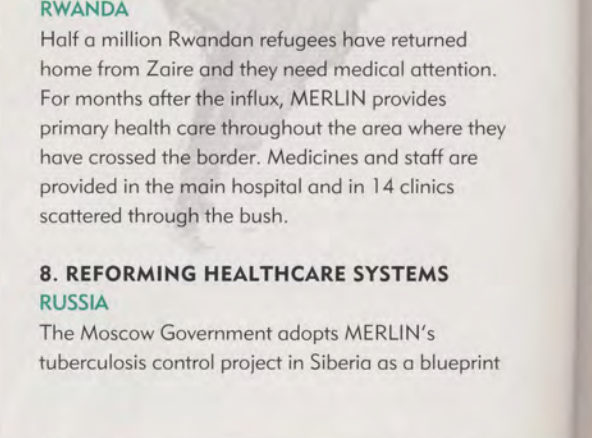 RWANDA
Half a million Rwandan refugees have returned
home from Zaire and they need medical attention.
For months after the influx, MERLIN provides
primary health care throughout the area where they
have crossed the border. Medicines and staff are
provided in the main hospital and in 14 clinics
scattered through the bush.
8. REFORMING HEALTHCARE SYSTEMS
RUSSIA
The Moscow Government adopts MERLIN's
tuberculosis control project in Siberia as a blueprint